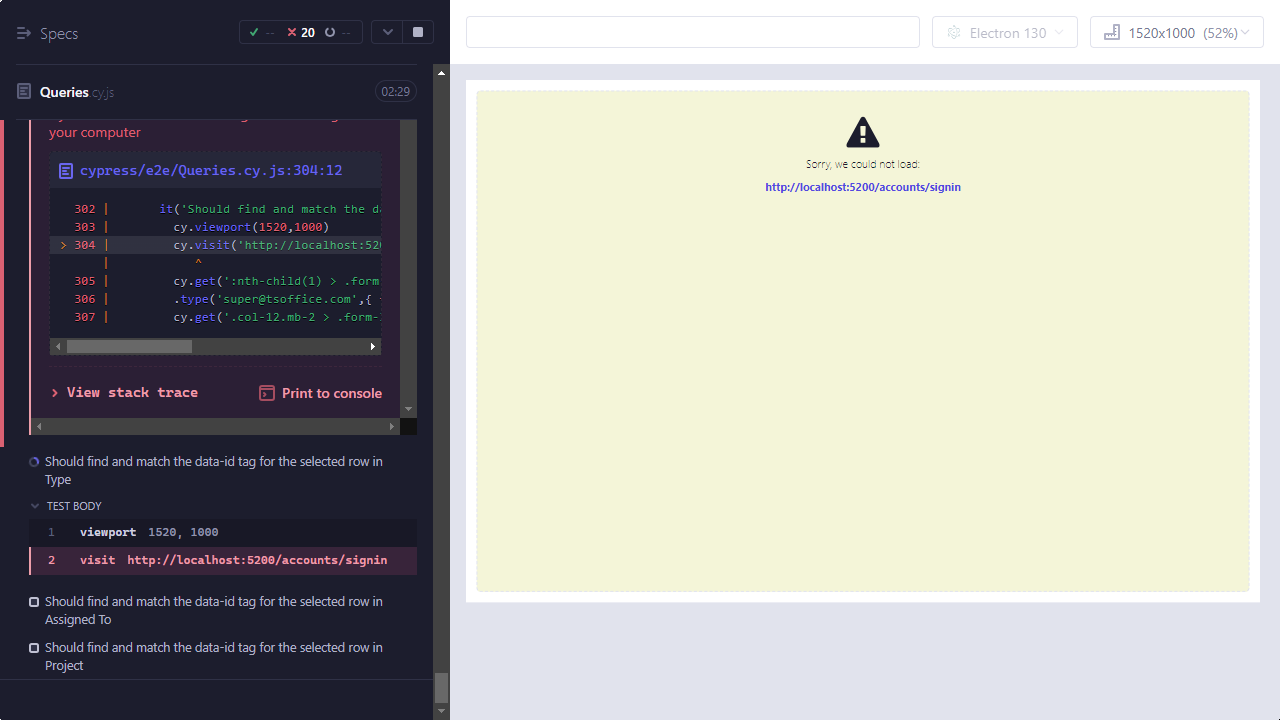 Specs
-- 20 --
Queries.cy.js
02:29
your computer
cypress/e2e/Queries.cy.js:304:12
302 | it('Should find and match the da
303 | cy.viewport(1520,1000)
> 304 | cy.visit('http://localhost:520
| ^
305 | cy.get(':nth-child(1) > .form
306 | .type('super@tsoffice.com',{
307 | cy.get('.col-12.mb-2 > .form-
View stack trace
Print to console
Should find and match the data-id tag for the selected row in
Type
TEST BODY
1 viewport 1520, 1000
2 visit http://localhost:5200/accounts/signin
Should find and match the data-id tag for the selected row in
Assigned To
Should find and match the data-id tag for the selected row in
Project
Electron 130
1520x1000 (52%)
Sorry, we could not load:
http://localhost:5200/accounts/signin